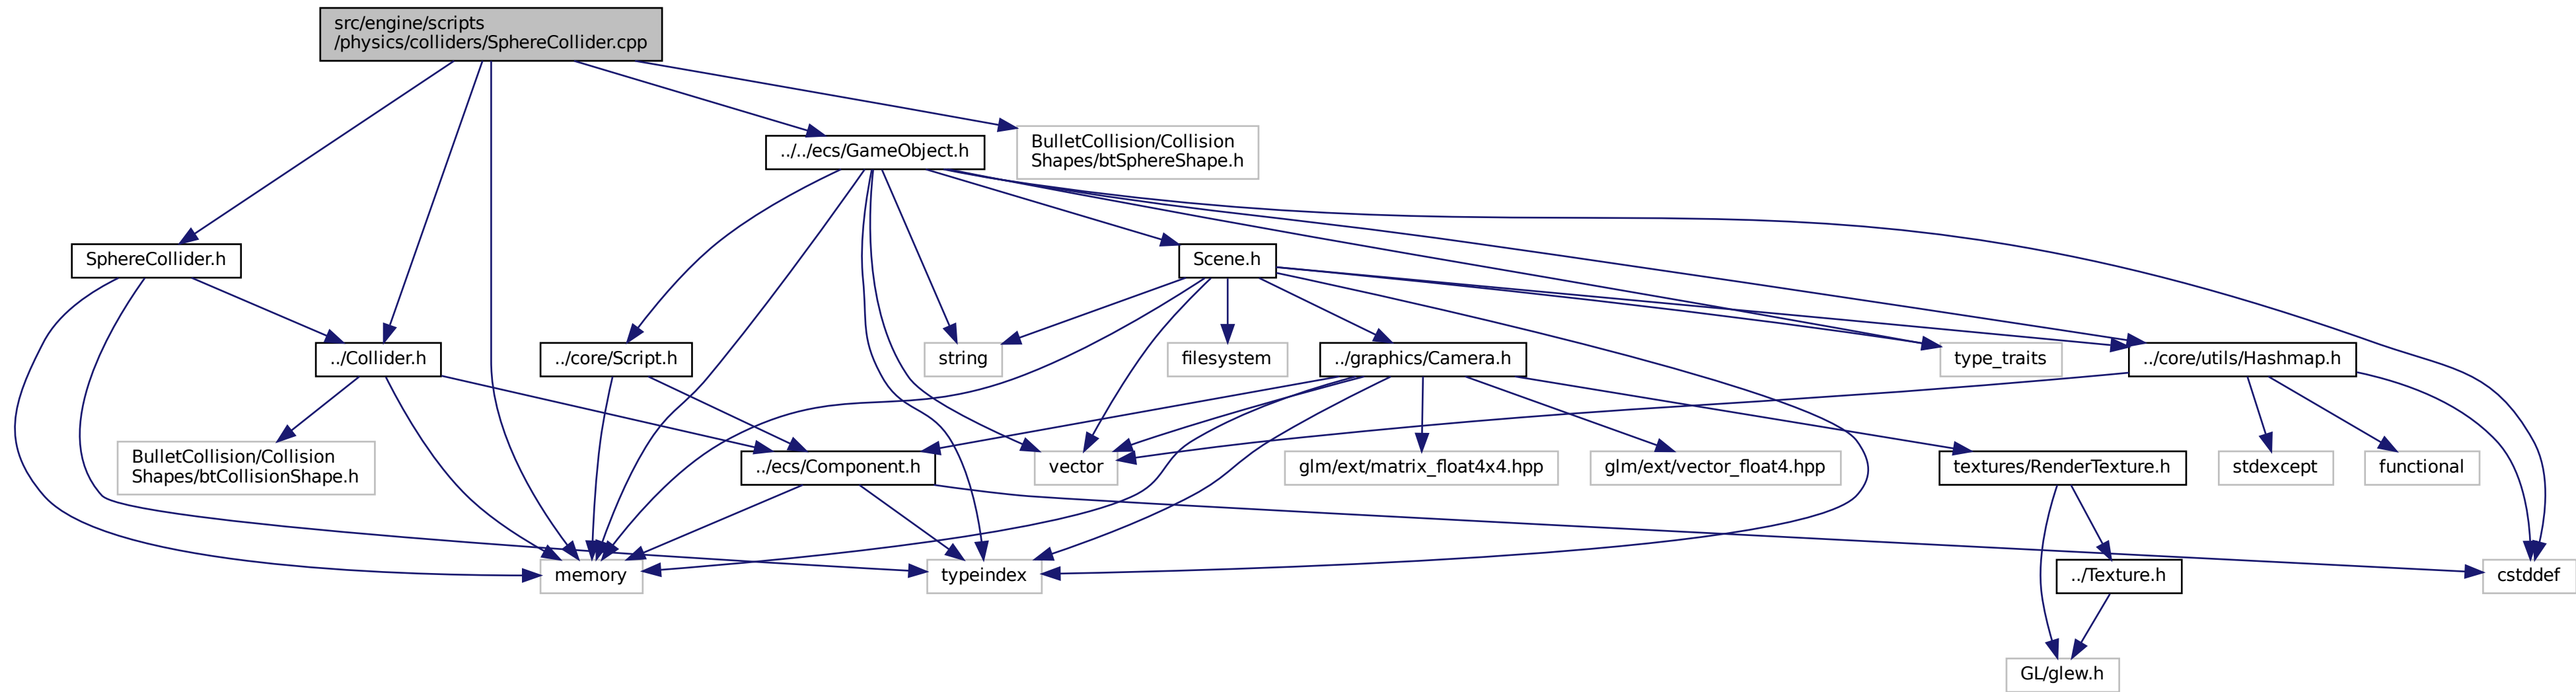 src/engine/scripts
/physics/colliders/SphereCollider.cpp
../../ecs/GameObject.h
BulletCollision/Collision
Shapes/btSphereShape.h
SphereCollider.h
Scene.h
../Collider.h
../core/Script.h
string
filesystem
../graphics/Camera.h
type_traits
../core/utils/Hashmap.h
BulletCollision/Collision
Shapes/btCollisionShape.h
../ecs/Component.h
vector
glm/ext/matrix_float4x4.hpp
glm/ext/vector_float4.hpp
textures/RenderTexture.h
stdexcept
functional
memory
typeindex
../Texture.h
cstddef
GL/glew.h